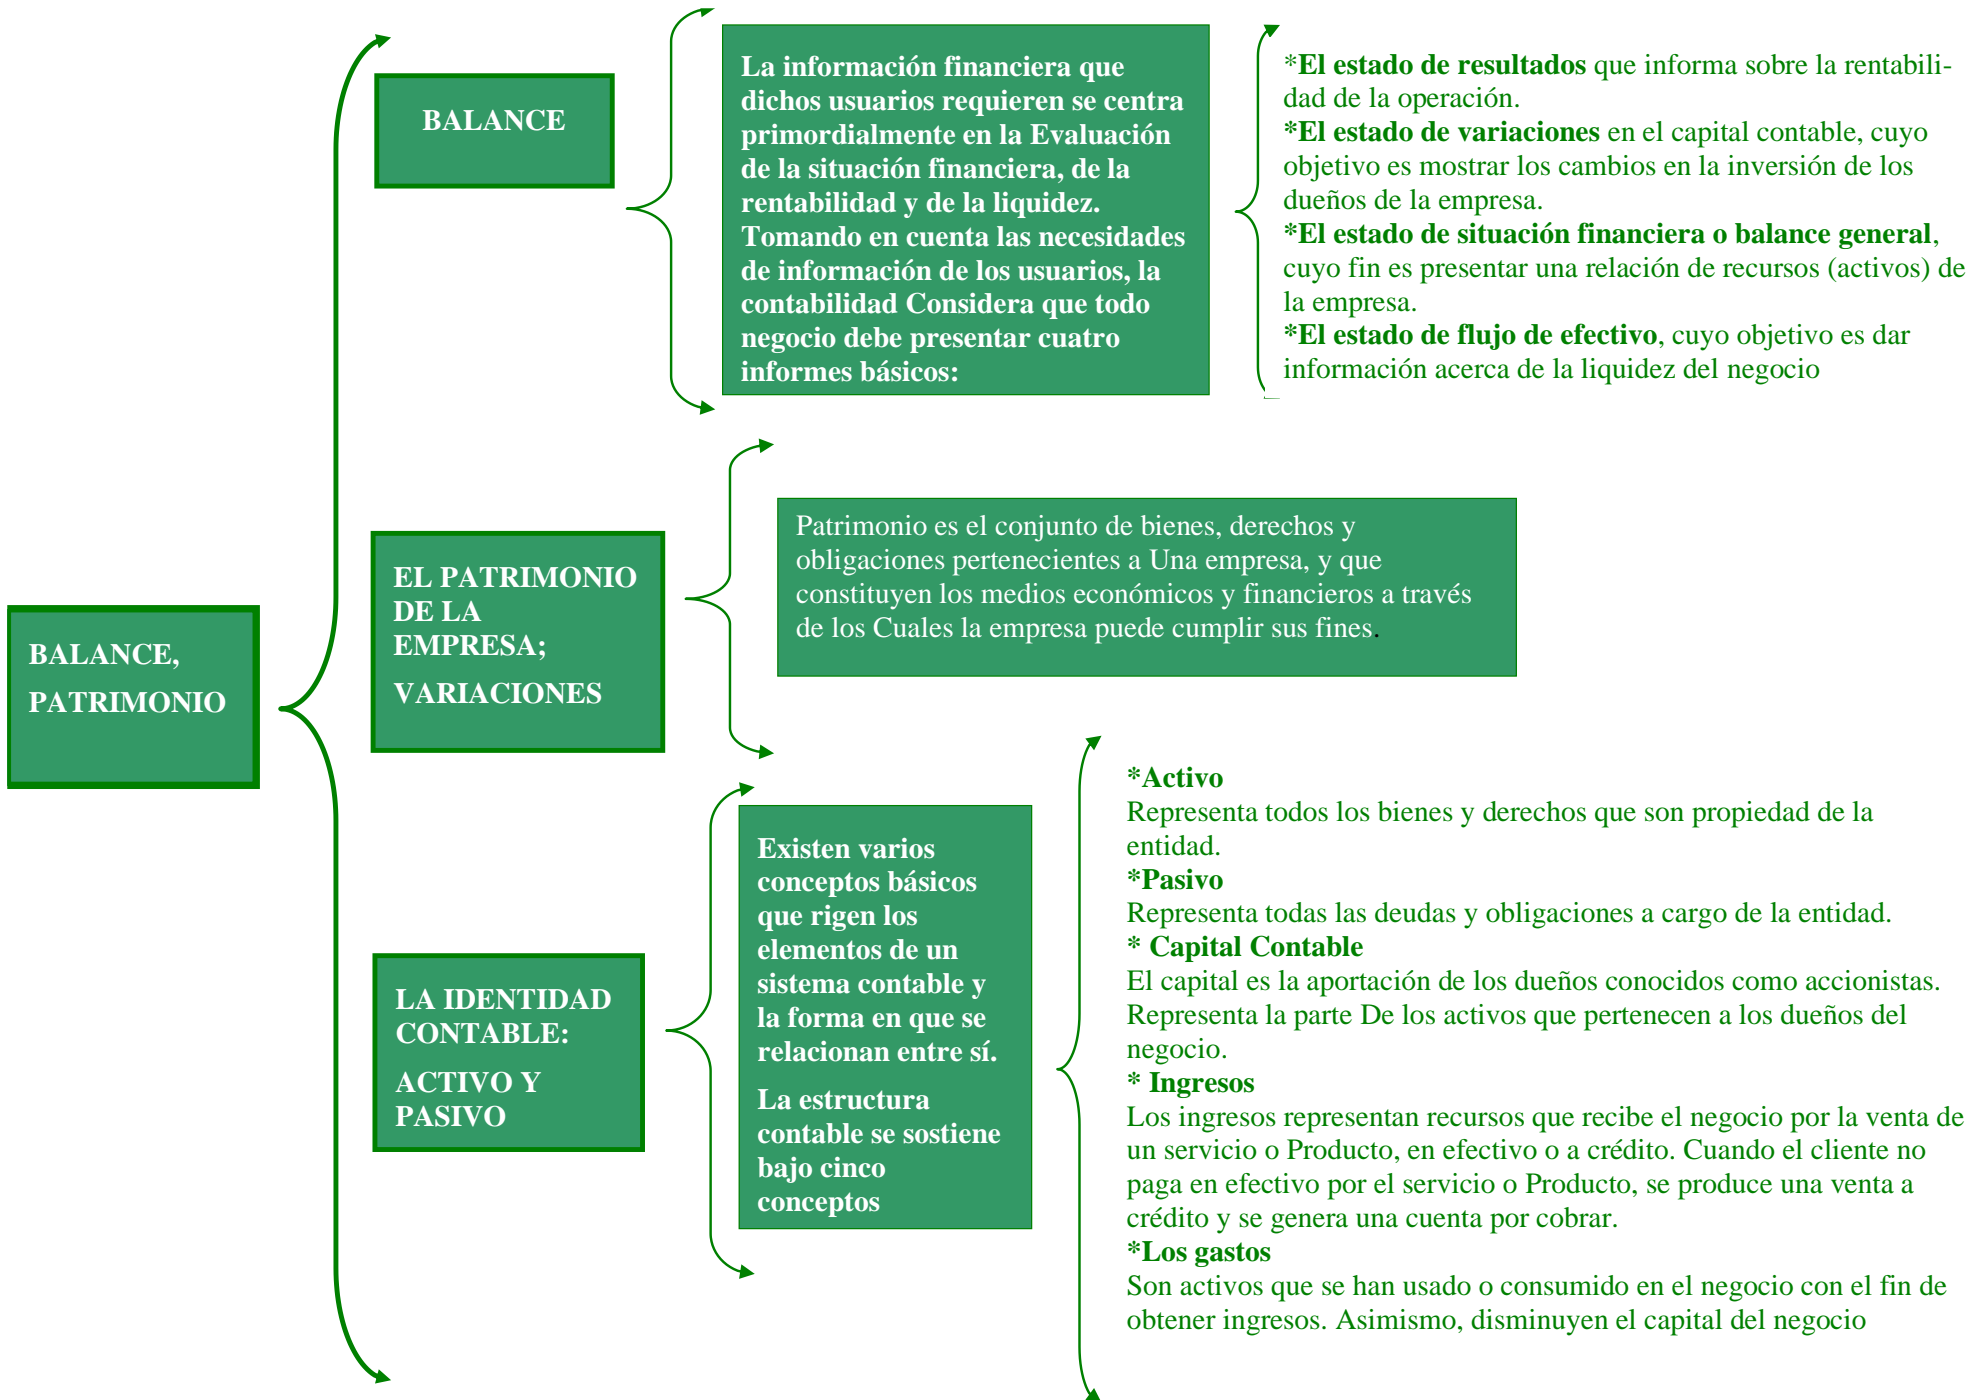 BALANCE,
PATRIMONIO
BALANCE
La información financiera que
dichos usuarios requieren se centra
primordialmente en la Evaluación
de la situación financiera, de la
rentabilidad y de la liquidez.
Tomando en cuenta las necesidades
de información de los usuarios, la
contabilidad Considera que todo
negocio debe presentar cuatro
informes básicos:
*El estado de resultados que informa sobre la rentabili-
dad de la operación.
*El estado de variaciones en el capital contable, cuyo
objetivo es mostrar los cambios en la inversión de los
dueños de la empresa.
*El estado de situación financiera o balance general,
cuyo fin es presentar una relación de recursos (activos) de
la empresa.
*El estado de flujo de efectivo, cuyo objetivo es dar
información acerca de la liquidez del negocio
EL PATRIMONIO
DE LA
EMPRESA;
VARIACIONES
Patrimonio es el conjunto de bienes, derechos y
obligaciones pertenecientes a Una empresa, y que
constituyen los medios económicos y financieros a través
de los Cuales la empresa puede cumplir sus fines.
LA IDENTIDAD
CONTABLE:
ACTIVO Y
PASIVO
Existen varios
conceptos básicos
que rigen los
elementos de un
sistema contable y
la forma en que se
relacionan entre sí.
La estructura
contable se sostiene
bajo cinco
conceptos
*Activo
Representa todos los bienes y derechos que son propiedad de la
entidad.
*Pasivo
Representa todas las deudas y obligaciones a cargo de la entidad.
* Capital Contable
El capital es la aportación de los dueños conocidos como accionistas.
Representa la parte De los activos que pertenecen a los dueños del
negocio.
* Ingresos
Los ingresos representan recursos que recibe el negocio por la venta de
un servicio o Producto, en efectivo o a crédito. Cuando el cliente no
paga en efectivo por el servicio o Producto, se produce una venta a
crédito y se genera una cuenta por cobrar.
*Los gastos
Son activos que se han usado o consumido en el negocio con el fin de
obtener ingresos. Asimismo, disminuyen el capital del negocio